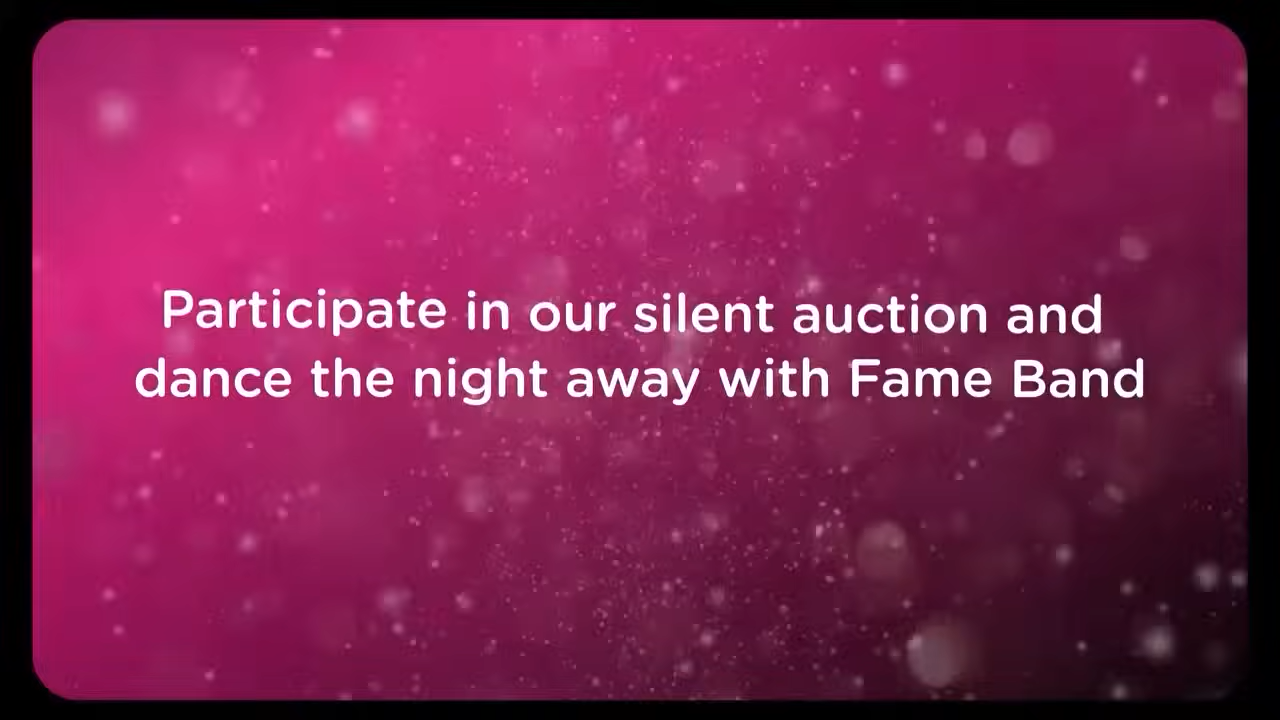 Participate in our silent auction and
dance the night away with Fame Band